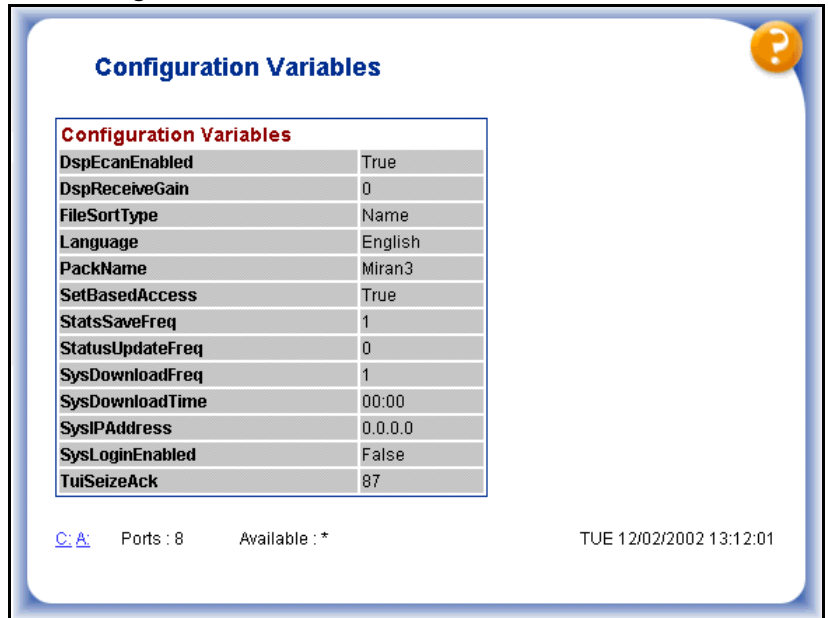 Configuration Variables
?
Configuration Variables
DspEcanEnabled True
DspReceiveGain 0
FileSortType Name
Language English
PackName Miran3
SetBasedAccess True
StatsSaveFreq 1
StatusUpdateFreq 0
SysDownloadFreq 1
SysDownloadTime 00:00
SysIPAddress 0.0.0.0
SysLoginEnabled False
TuiSeizeAck 87
C: A: Ports : 8 Available : * TUE 12/02/2002 13:12:01